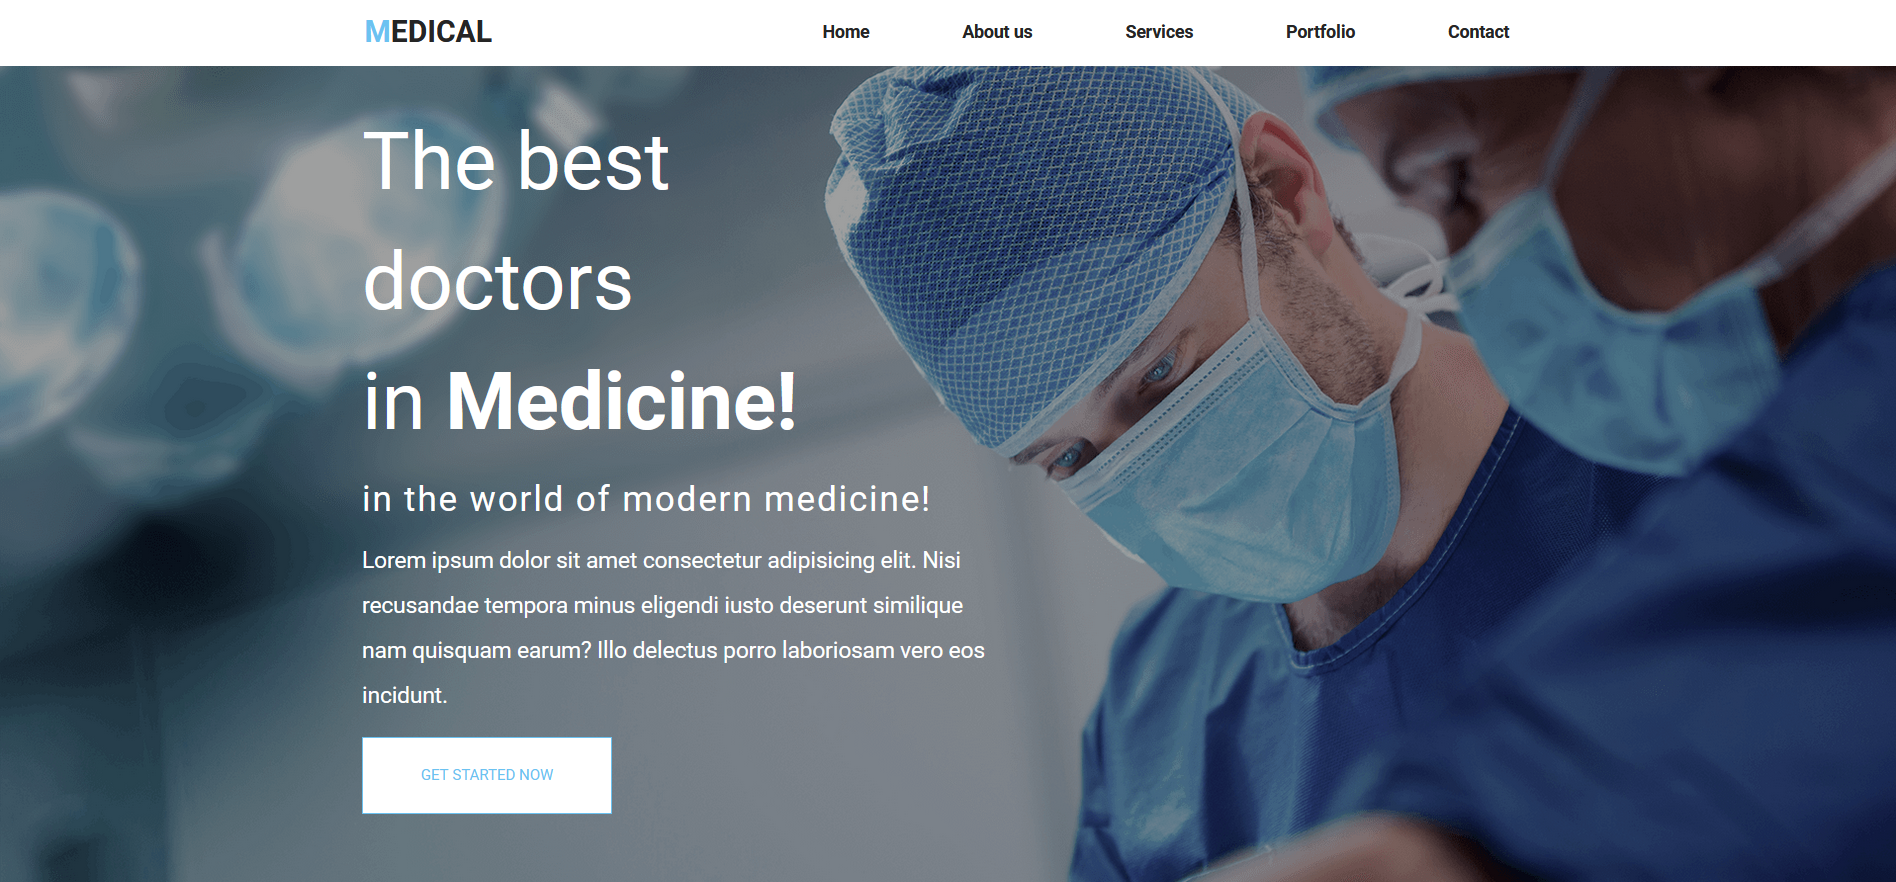 MEDICAL
Home
About us
Services
Portfolio
Contact
The best
doctors
in Medicine!
in the world of modern medicine!
Lorem ipsum dolor sit amet consectetur adipisicing elit. Nisi
recusandae tempora minus eligendi iusto deserunt similique
nam quisquam earum? Illo delectus porro laboriosam vero eos
incidunt.
GET STARTED NOW